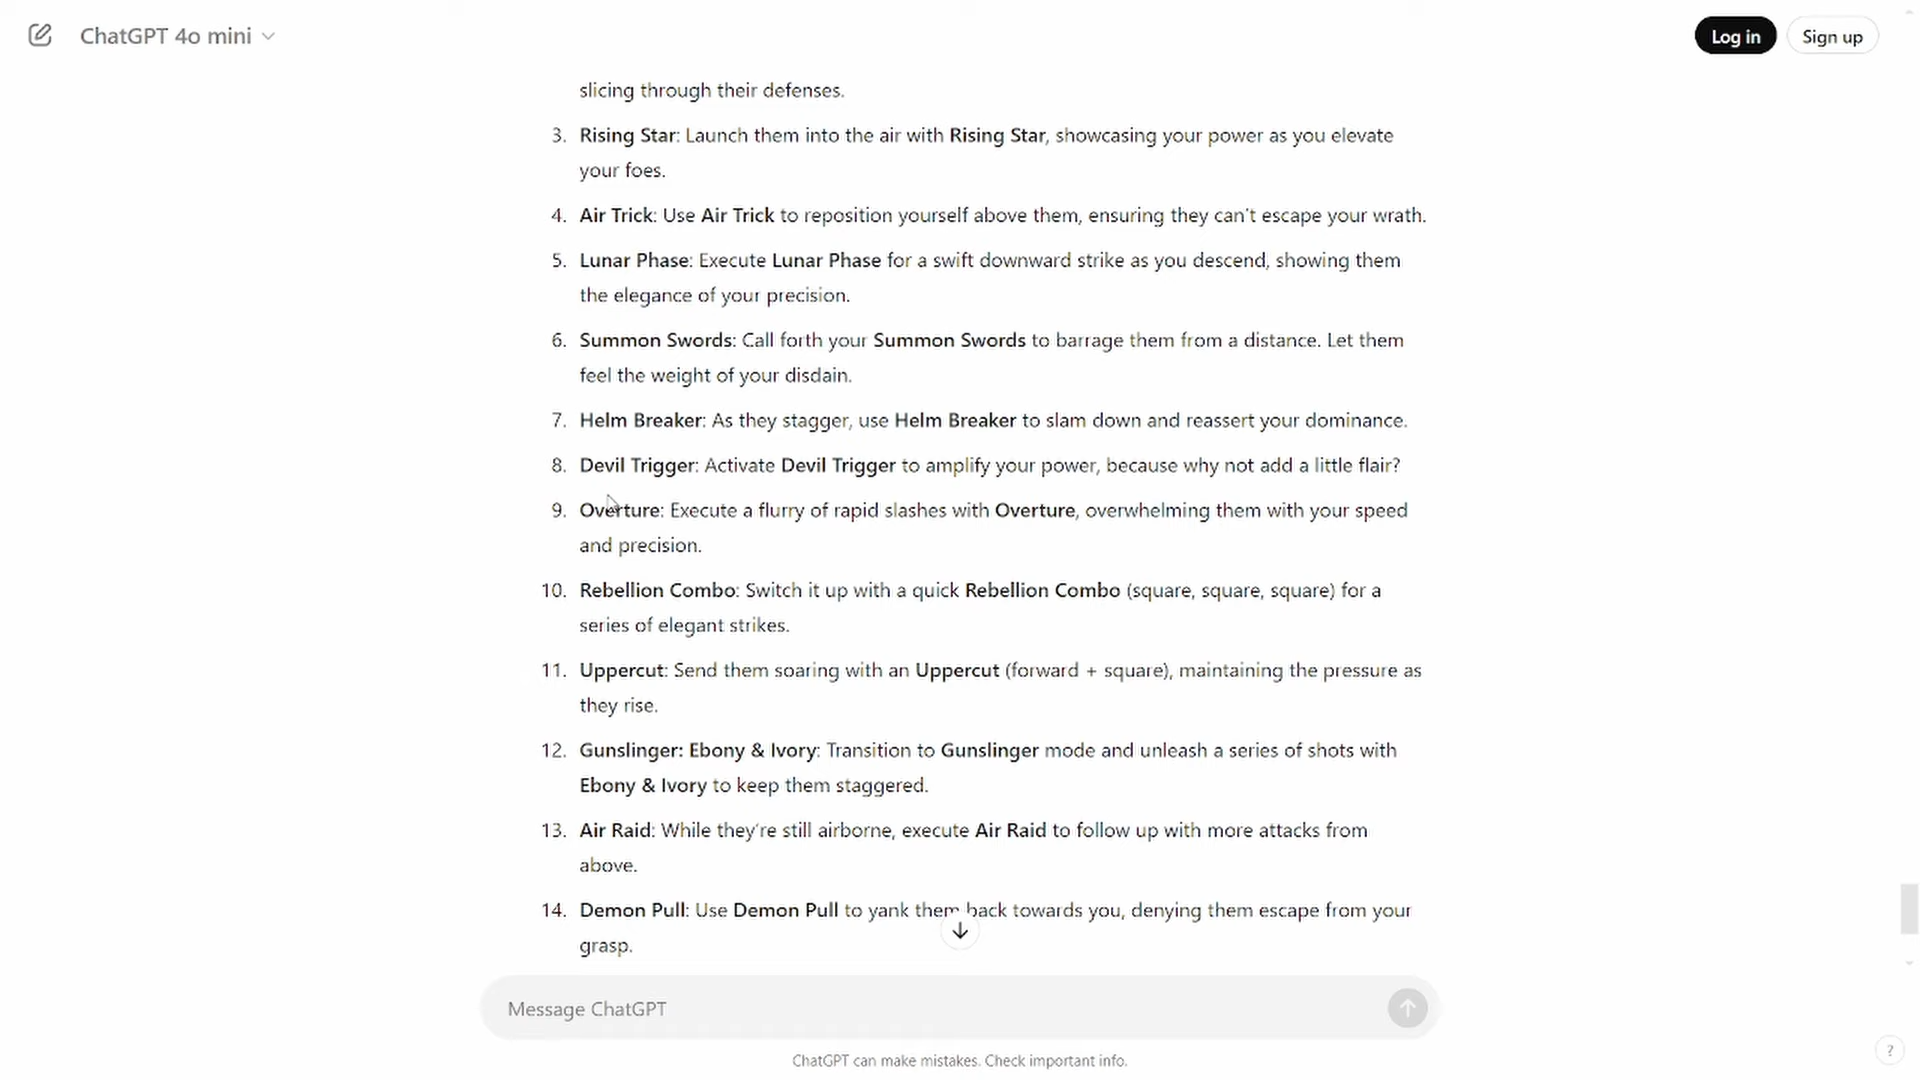 ChatGPT 4o mini
Log in
Sign up
slicing through their defenses.
3. Rising Star: Launch them into the air with Rising Star, showcasing your power as you elevate
your foes.
4. Air Trick: Use Air Trick to reposition yourself above them, ensuring they can't escape your wrath.
5. Lunar Phase: Execute Lunar Phase for a swift downward strike as you descend, showing them
the elegance of your precision.
6. Summon Swords: Call forth your Summon Swords to barrage them from a distance. Let them
feel the weight of your disdain.
7. Helm Breaker: As they stagger, use Helm Breaker to slam down and reassert your dominance.
8. Devil Trigger: Activate Devil Trigger to amplify your power, because why not add a little flair?
9. Overture: Execute a flurry of rapid slashes with Overture, overwhelming them with your speed
and precision.
10. Rebellion Combo: Switch it up with a quick Rebellion Combo (square, square, square) for a
series of elegant strikes.
11. Uppercut: Send them soaring with an Uppercut (forward + square), maintaining the pressure as
they rise.
12. Gunslinger: Ebony & Ivory: Transition to Gunslinger mode and unleash a series of shots with
Ebony & Ivory to keep them staggered.
13. Air Raid: While they're still airborne, execute Air Raid to follow up with more attacks from
above.
14. Demon Pull: Use Demon Pull to yank them back towards you, denying them escape from your
grasp.
Message ChatGPT
ChatGPT can make mistakes. Check important info.
?